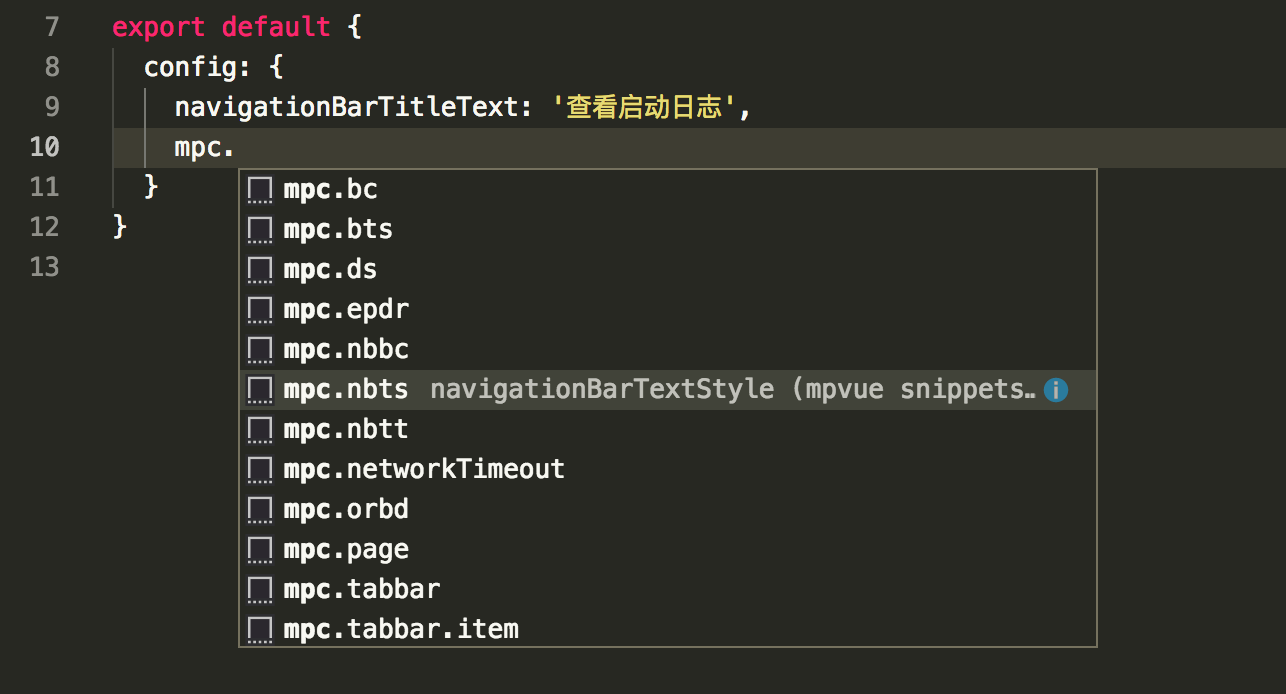 7 export default {
8 config: {
9 navigationBarTitleText: '查看启动日志',
10 mpc.
11 }
12 }
13
mpc.bc
mpc.bts
mpc.ds
mpc.epdr
mpc.nbbc
mpc.nbts navigationBarTextStyle (mpvue snippets…
mpc.nbtt
mpc.networkTimeout
mpc.orbd
mpc.page
mpc.tabbar
mpc.tabbar.item